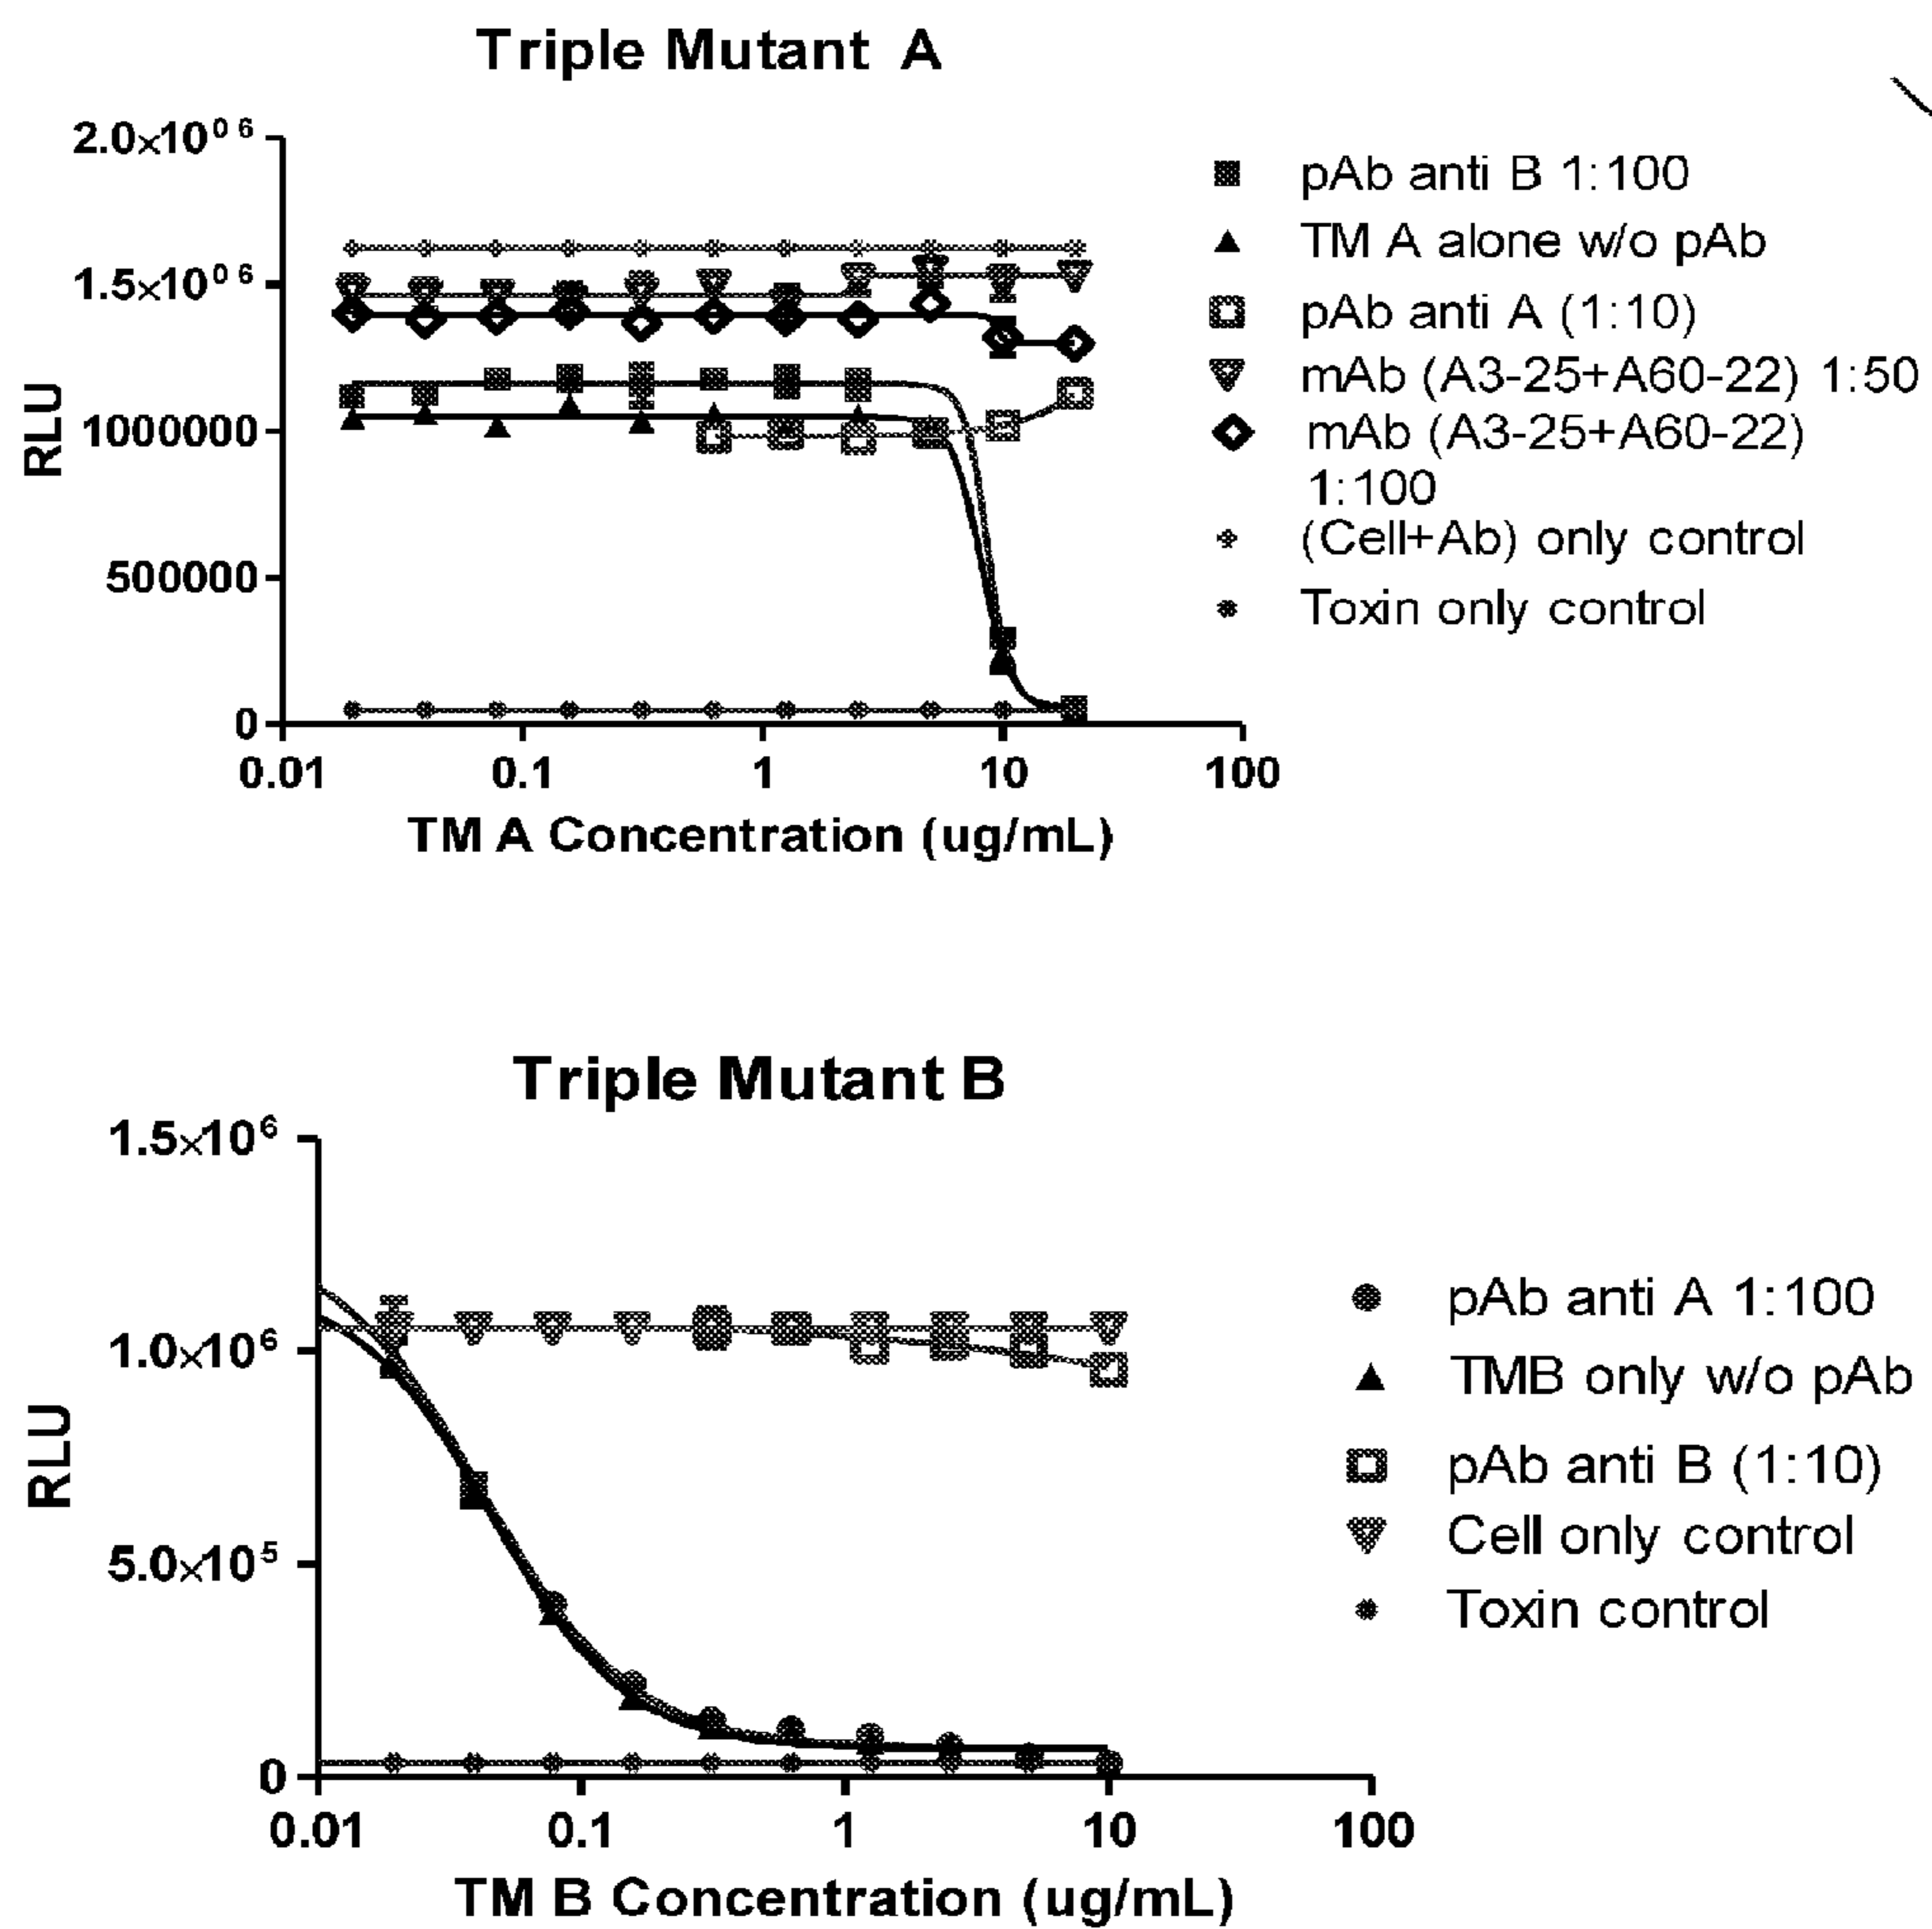 Triple Mutant A
2.0×10⁰⁶
1.5×10⁰⁶
1000000
500000
0
RLU
0.01 0.1 1 10 100
TM A Concentration (ug/mL)
pAb anti B 1:100
TM A alone w/o pAb
pAb anti A (1:10)
mAb (A3-25+A60-22) 1:50
mAb (A3-25+A60-22)
1:100
(Cell+Ab) only control
Toxin only control
Triple Mutant B
1.5×10⁶
1.0×10⁶
5.0×10⁵
0
RLU
0.01 0.1 1 10 100
TM B Concentration (ug/mL)
pAb anti A 1:100
TMB only w/o pAb
pAb anti B (1:10)
Cell only control
Toxin control